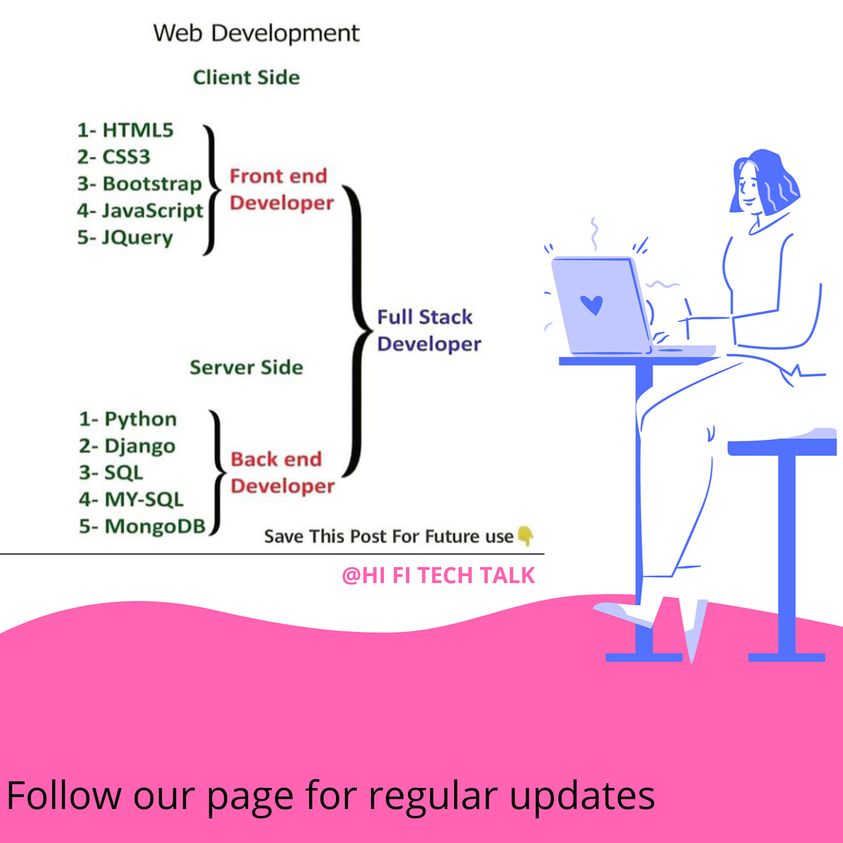 Web Development
Client Side
1- HTML5
2- CSS3
3- Bootstrap
4- JavaScript
5- JQuery
Front end
Developer
Full Stack
Developer
Server Side
1- Python
2- Django
3- SQL
4- MY-SQL
5- MongoDB
Back end
Developer
Save This Post For Future use👇
@HI FI TECH TALK
Follow our page for regular updates